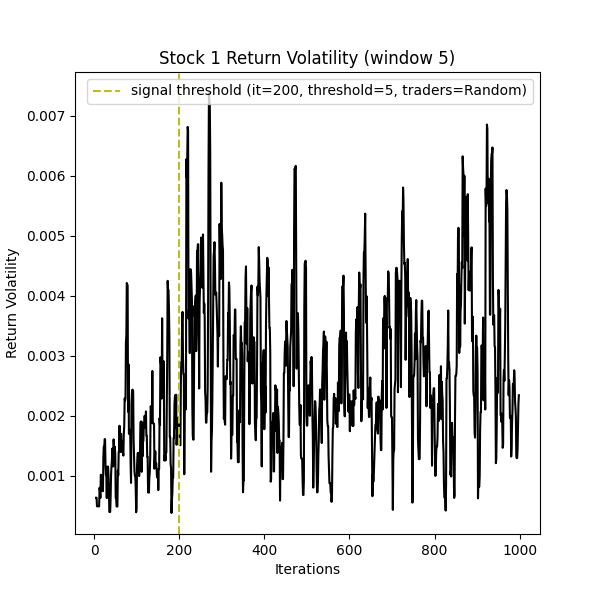 Stock 1 Return Volatility (window 5)
signal threshold (it=200, threshold=5, traders=Random)
0.007
0.006
0.005
0.004
0.003
0.002
0.001
Return Volatility
0 200 400 600 800 1000
Iterations